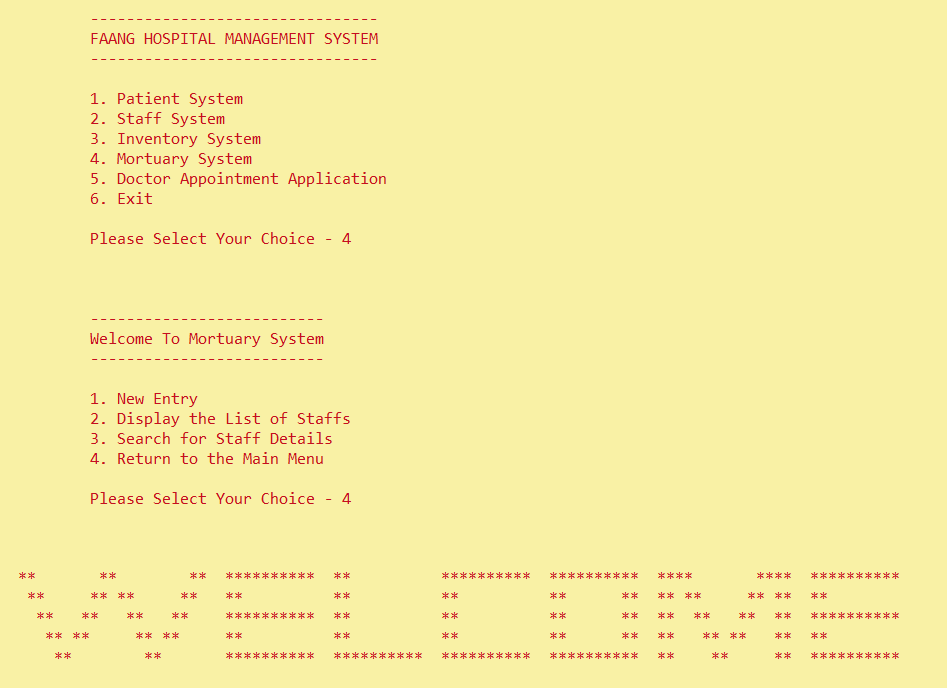 --------------------------------
FAANG HOSPITAL MANAGEMENT SYSTEM
--------------------------------
1. Patient System
2. Staff System
3. Inventory System
4. Mortuary System
5. Doctor Appointment Application
6. Exit
Please Select Your Choice - 4
--------------------------
Welcome To Mortuary System
--------------------------
1. New Entry
2. Display the List of Staffs
3. Search for Staff Details
4. Return to the Main Menu
Please Select Your Choice - 4
WELCOME